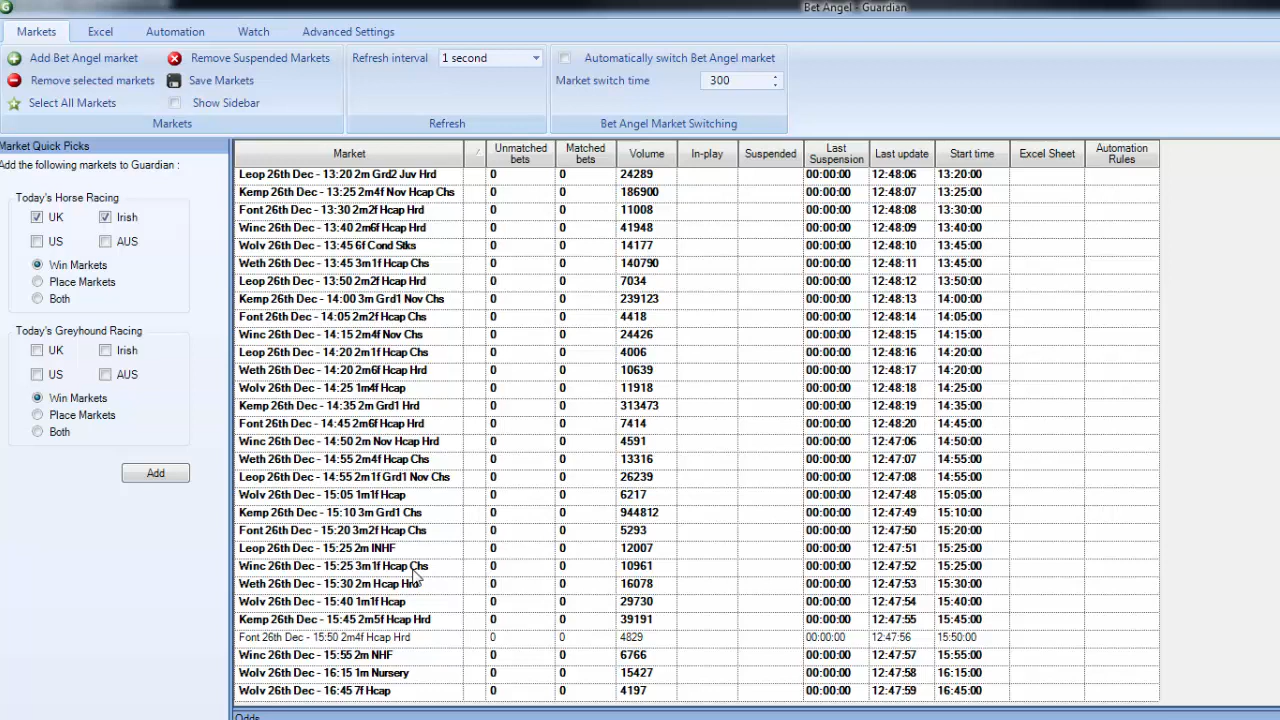 G
Bet Angel - Guardian
Markets Excel Automation Watch Advanced Settings
Add Bet Angel market Remove Suspended Markets Refresh interval 1 second Automatically switch Bet Angel market
Remove selected markets Save Markets Market switch time 300
Select All Markets Show Sidebar
Markets Refresh Bet Angel Market Switching
Market Quick Picks
Add the following markets to Guardian :
Today's Horse Racing
UK Irish
US AUS
Win Markets
Place Markets
Both
Today's Greyhound Racing
UK Irish
US AUS
Win Markets
Place Markets
Both
Add
Market Unmatched bets Matched bets Volume In-play Suspended Last Suspension Last update Start time Excel Sheet Automation Rules
Leop 26th Dec - 13:20 2m Grd2 Juv Hrd 0 0 24289 00:00:00 12:48:06 13:20:00
Kemp 26th Dec - 13:25 2m4f Nov Hcap Chs 0 0 186900 00:00:00 12:48:07 13:25:00
Font 26th Dec - 13:30 2m2f Hcap Hrd 0 0 11008 00:00:00 12:48:08 13:30:00
Winc 26th Dec - 13:40 2m6f Hcap Hrd 0 0 41948 00:00:00 12:48:09 13:40:00
Wolv 26th Dec - 13:45 6f Cond Stks 0 0 14177 00:00:00 12:48:10 13:45:00
Weth 26th Dec - 13:45 3m1f Hcap Chs 0 0 140790 00:00:00 12:48:11 13:45:00
Leop 26th Dec - 13:50 2m2f Hcap Hrd 0 0 7034 00:00:00 12:48:12 13:50:00
Kemp 26th Dec - 14:00 3m Grd1 Nov Chs 0 0 239123 00:00:00 12:48:13 14:00:00
Font 26th Dec - 14:05 2m2f Hcap Chs 0 0 4418 00:00:00 12:48:14 14:05:00
Winc 26th Dec - 14:15 2m4f Nov Chs 0 0 24426 00:00:00 12:48:15 14:15:00
Leop 26th Dec - 14:20 2m1f Hcap Chs 0 0 4006 00:00:00 12:48:16 14:20:00
Weth 26th Dec - 14:20 2m6f Hcap Hrd 0 0 10639 00:00:00 12:48:17 14:20:00
Wolv 26th Dec - 14:25 1m4f Hcap 0 0 11918 00:00:00 12:48:18 14:25:00
Kemp 26th Dec - 14:35 2m Grd1 Hrd 0 0 313473 00:00:00 12:48:19 14:35:00
Font 26th Dec - 14:45 2m6f Hcap Hrd 0 0 7414 00:00:00 12:48:20 14:45:00
Winc 26th Dec - 14:50 2m Nov Hcap Hrd 0 0 4591 00:00:00 12:47:06 14:50:00
Weth 26th Dec - 14:55 2m4f Hcap Chs 0 0 13316 00:00:00 12:47:07 14:55:00
Leop 26th Dec - 14:55 2m1f Grd1 Nov Chs 0 0 26239 00:00:00 12:47:08 14:55:00
Wolv 26th Dec - 15:05 1m1f Hcap 0 0 6217 00:00:00 12:47:48 15:05:00
Kemp 26th Dec - 15:10 3m Grd1 Chs 0 0 944812 00:00:00 12:47:49 15:10:00
Font 26th Dec - 15:20 3m2f Hcap Chs 0 0 5293 00:00:00 12:47:50 15:20:00
Leop 26th Dec - 15:25 2m INHF 0 0 12007 00:00:00 12:47:51 15:25:00
Winc 26th Dec - 15:25 3m1f Hcap Chs 0 0 10961 00:00:00 12:47:52 15:25:00
Weth 26th Dec - 15:30 2m Hcap Hrd 0 0 16078 00:00:00 12:47:53 15:30:00
Wolv 26th Dec - 15:40 1m1f Hcap 0 0 29730 00:00:00 12:47:54 15:40:00
Kemp 26th Dec - 15:45 2m5f Hcap Hrd 0 0 39191 00:00:00 12:47:55 15:45:00
Font 26th Dec - 15:50 2m4f Hcap Hrd 0 0 4829 00:00:00 12:47:56 15:50:00
Winc 26th Dec - 15:55 2m NHF 0 0 6766 00:00:00 12:47:57 15:55:00
Wolv 26th Dec - 16:15 1m Nursery 0 0 15427 00:00:00 12:47:58 16:15:00
Wolv 26th Dec - 16:45 7f Hcap 0 0 4197 00:00:00 12:47:59 16:45:00
Odds